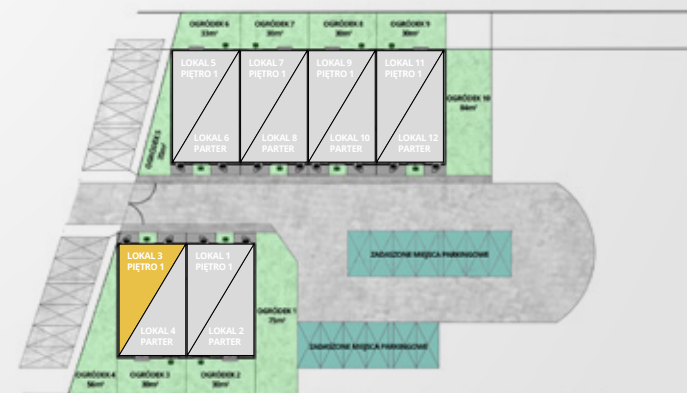 OGRÓDEK 6
33m²
OGRÓDEK 7
30m²
OGRÓDEK 8
30m²
OGRÓDEK 9
30m²
LOKAL 5
PIĘTRO 1
LOKAL 7
PIĘTRO 1
LOKAL 9
PIĘTRO 1
LOKAL 11
PIĘTRO 1
OGRÓDEK 10
OGRÓDEK 5
LOKAL 6
PARTER
LOKAL 8
PARTER
LOKAL 10
PARTER
LOKAL 12
PARTER
LOKAL 3
PIĘTRO 1
LOKAL 1
PIĘTRO 1
ZADASZONE MIEJSCA PARKINGOWE
OGRÓDEK 1
75m²
LOKAL 4
PARTER
LOKAL 2
PARTER
ZADASZONE MIEJSCA PARKINGOWE
OGRÓDEK 4
56m²
OGRÓDEK 3
30m²
OGRÓDEK 2
30m²